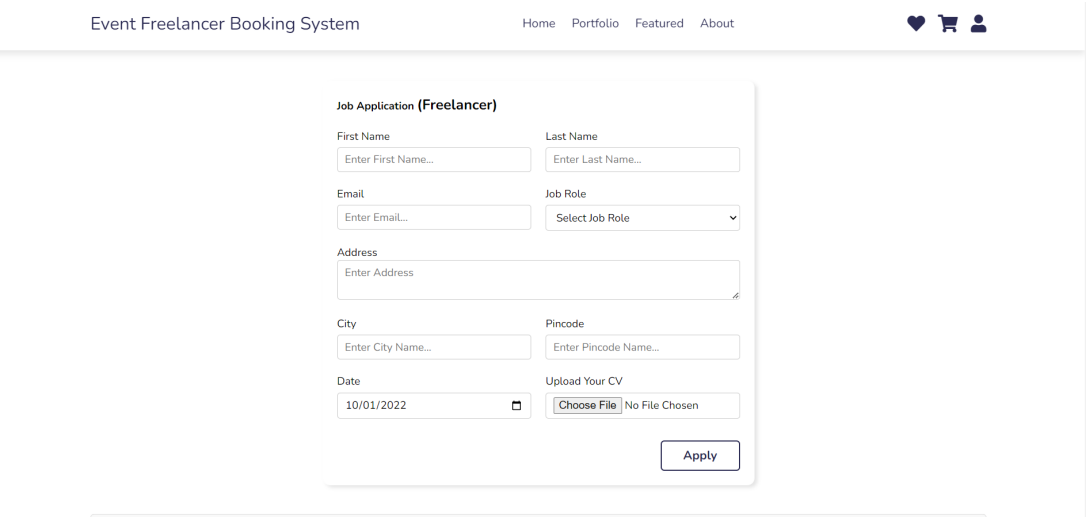 Event Freelancer Booking System Home Portfolio Featured About
Job Application (Freelancer)
First Name Last Name
Enter First Name... Enter Last Name...
Email Job Role
Enter Email... Select Job Role
Address
Enter Address
City Pincode
Enter City Name... Enter Pincode Name...
Date Upload Your CV
10/01/2022 Choose File No File Chosen
Apply